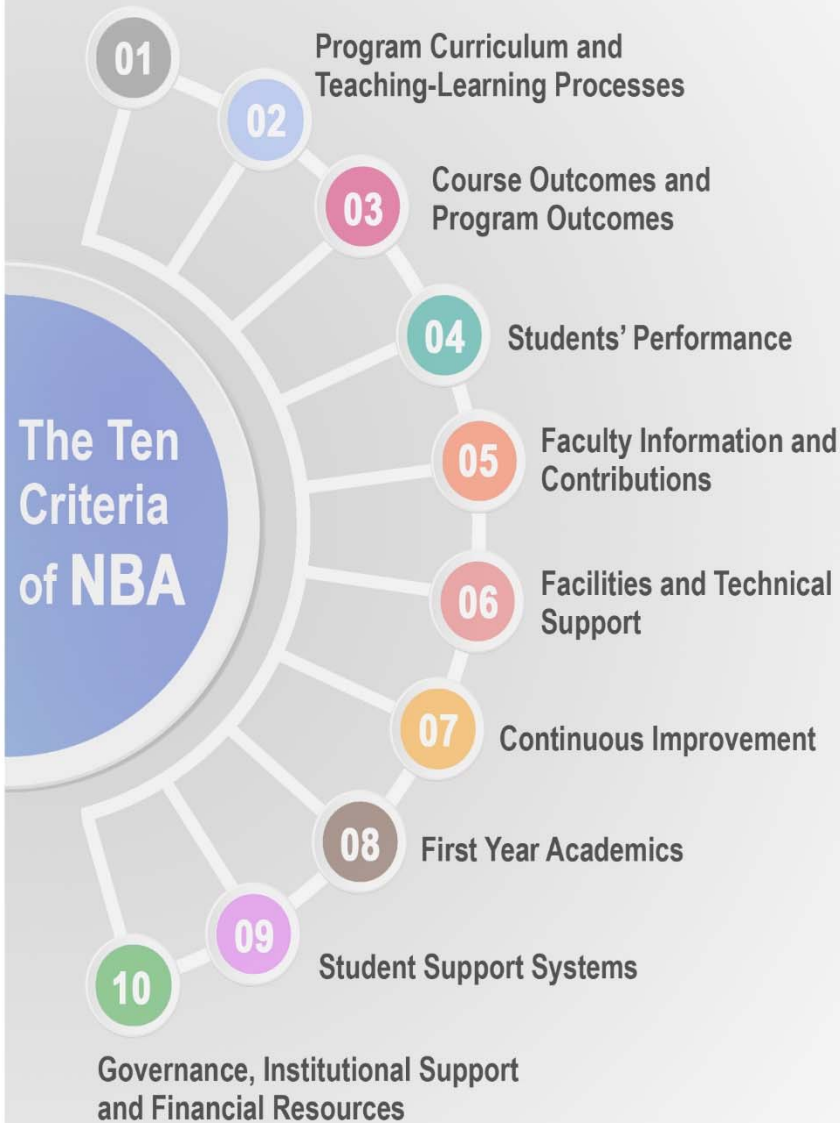 01
02
Program Curriculum and
Teaching-Learning Processes
03
Course Outcomes and
Program Outcomes
04
Students’ Performance
The Ten
Criteria
of NBA
05
Faculty Information and
Contributions
06
Facilities and Technical
Support
07
Continuous Improvement
08
First Year Academics
09
Student Support Systems
10
Governance, Institutional Support
and Financial Resources